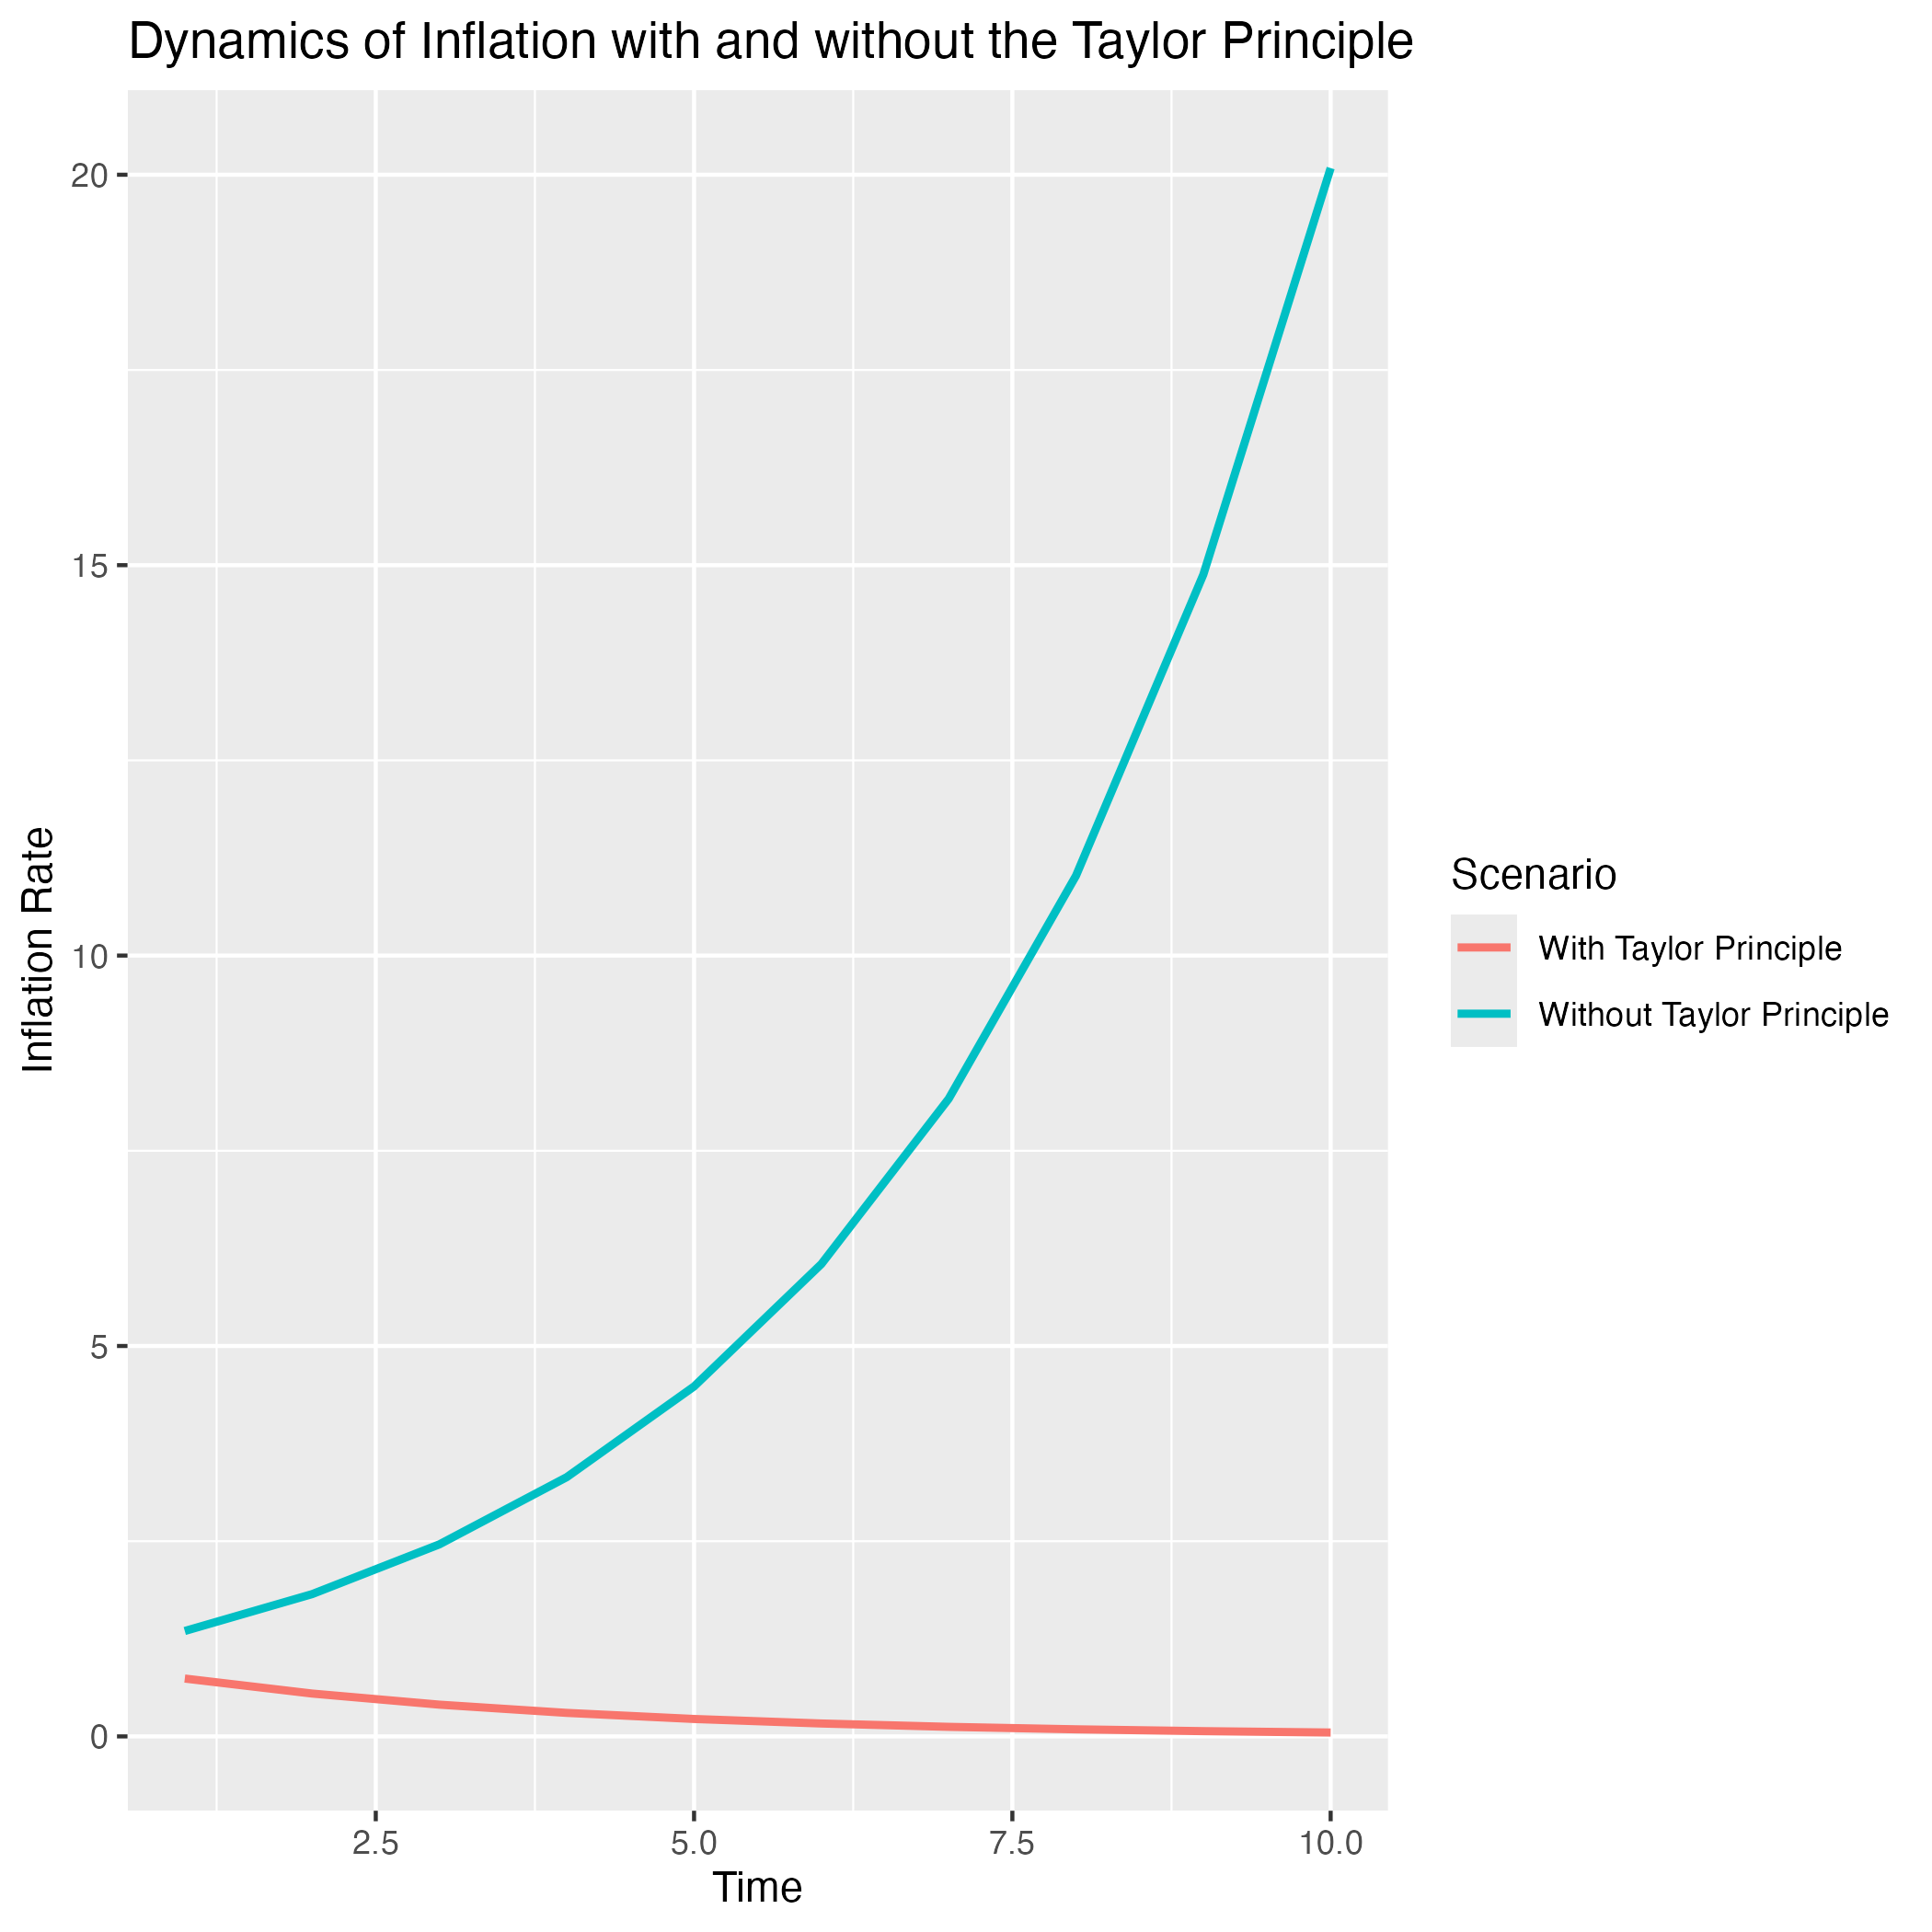 Dynamics of Inflation with and without the Taylor Principle
Inflation Rate
20
15
10
5
0
2.5
5.0
7.5
10.0
Time
Scenario
With Taylor Principle
Without Taylor Principle